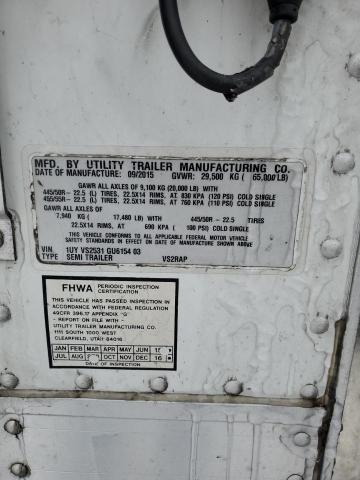 MFD. BY UTILITY TRAILER MANUFACTURING CO.
DATE OF MANUFACTURE: 09/2015 GVWR: 29,500 KG ( 65,000 LB)
GAWR ALL AXLES OF 9,100 KG (20,000 LB) WITH
445/50R- 22.5 (L) TIRES, 22.5X14 RIMS, AT 830 KPA (120 PSI) COLD SINGLE
455/55R- 22.5 (L) TIRES, 22.5X14 RIMS, AT 760 KPA (110 PSI) COLD SINGLE
GAWR ALL AXLES OF
7,940 KG ( 17,480 LB) WITH 445/50R - 22.5 TIRES
22.5X14 RIMS, AT 690 KPA ( 100 PSI) COLD SINGLE
THIS VEHICLE CONFORMS TO ALL APPLICABLE FEDERAL MOTOR VEHICLE
SAFETY STANDARDS IN EFFECT ON THE DATE OF MANUFACTURE SHOWN ABOVE.
VIN 1UY VS2531 GU6154 03
TYPE SEMI TRAILER VS2RAP
FHWA PERIODIC INSPECTION CERTIFICATION
THIS VEHICLE HAS PASSED INSPECTION IN
ACCORDANCE WITH FEDERAL REGULATION
49CFR 396.17 APPENDIX "G"
- REPORT ON FILE WITH -
UTILITY TRAILER MANUFACTURING CO.
1111 SOUTH 1000 WEST
CLEARFIELD, UTAH 84016
JAN FEB MAR APR MAY JUN 15
JUL AUG OCT NOV DEC 16
DATE OF INSPECTION